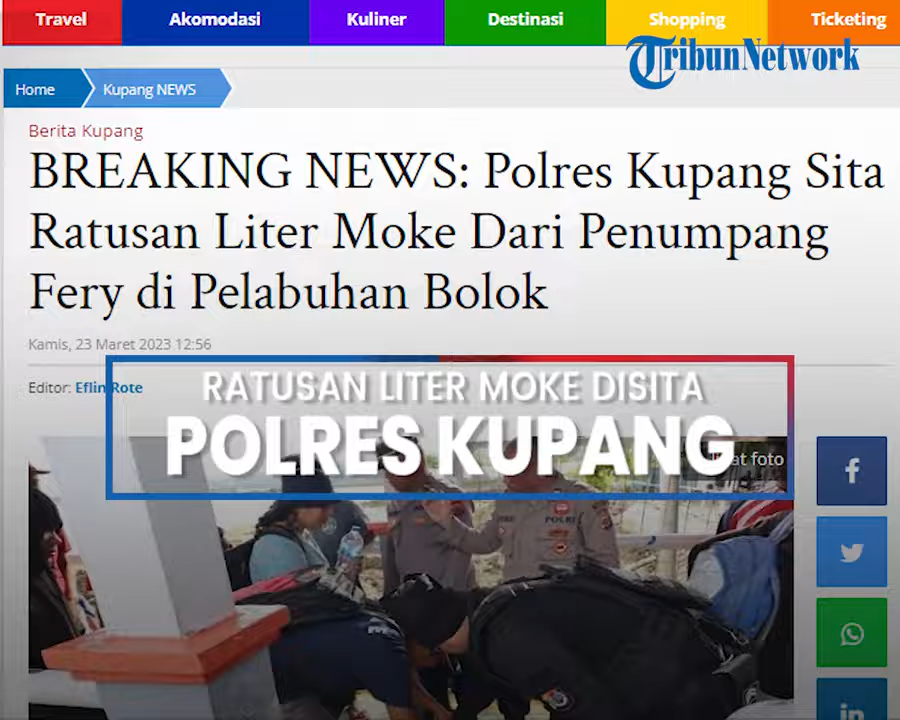 Travel
Akomodasi
Kuliner
Destinasi
Shopping
Ticketing
TribunNetwork
Home
Kupang NEWS
Berita Kupang
BREAKING NEWS: Polres Kupang Sita
Ratusan Liter Moke Dari Penumpang
Fery di Pelabuhan Bolok
Kamis, 23 Maret 2023 12:56
Editor: Eflin Rote
RATUSAN LITER MOKE DISITA
POLRES KUPANG
foto
POLRI